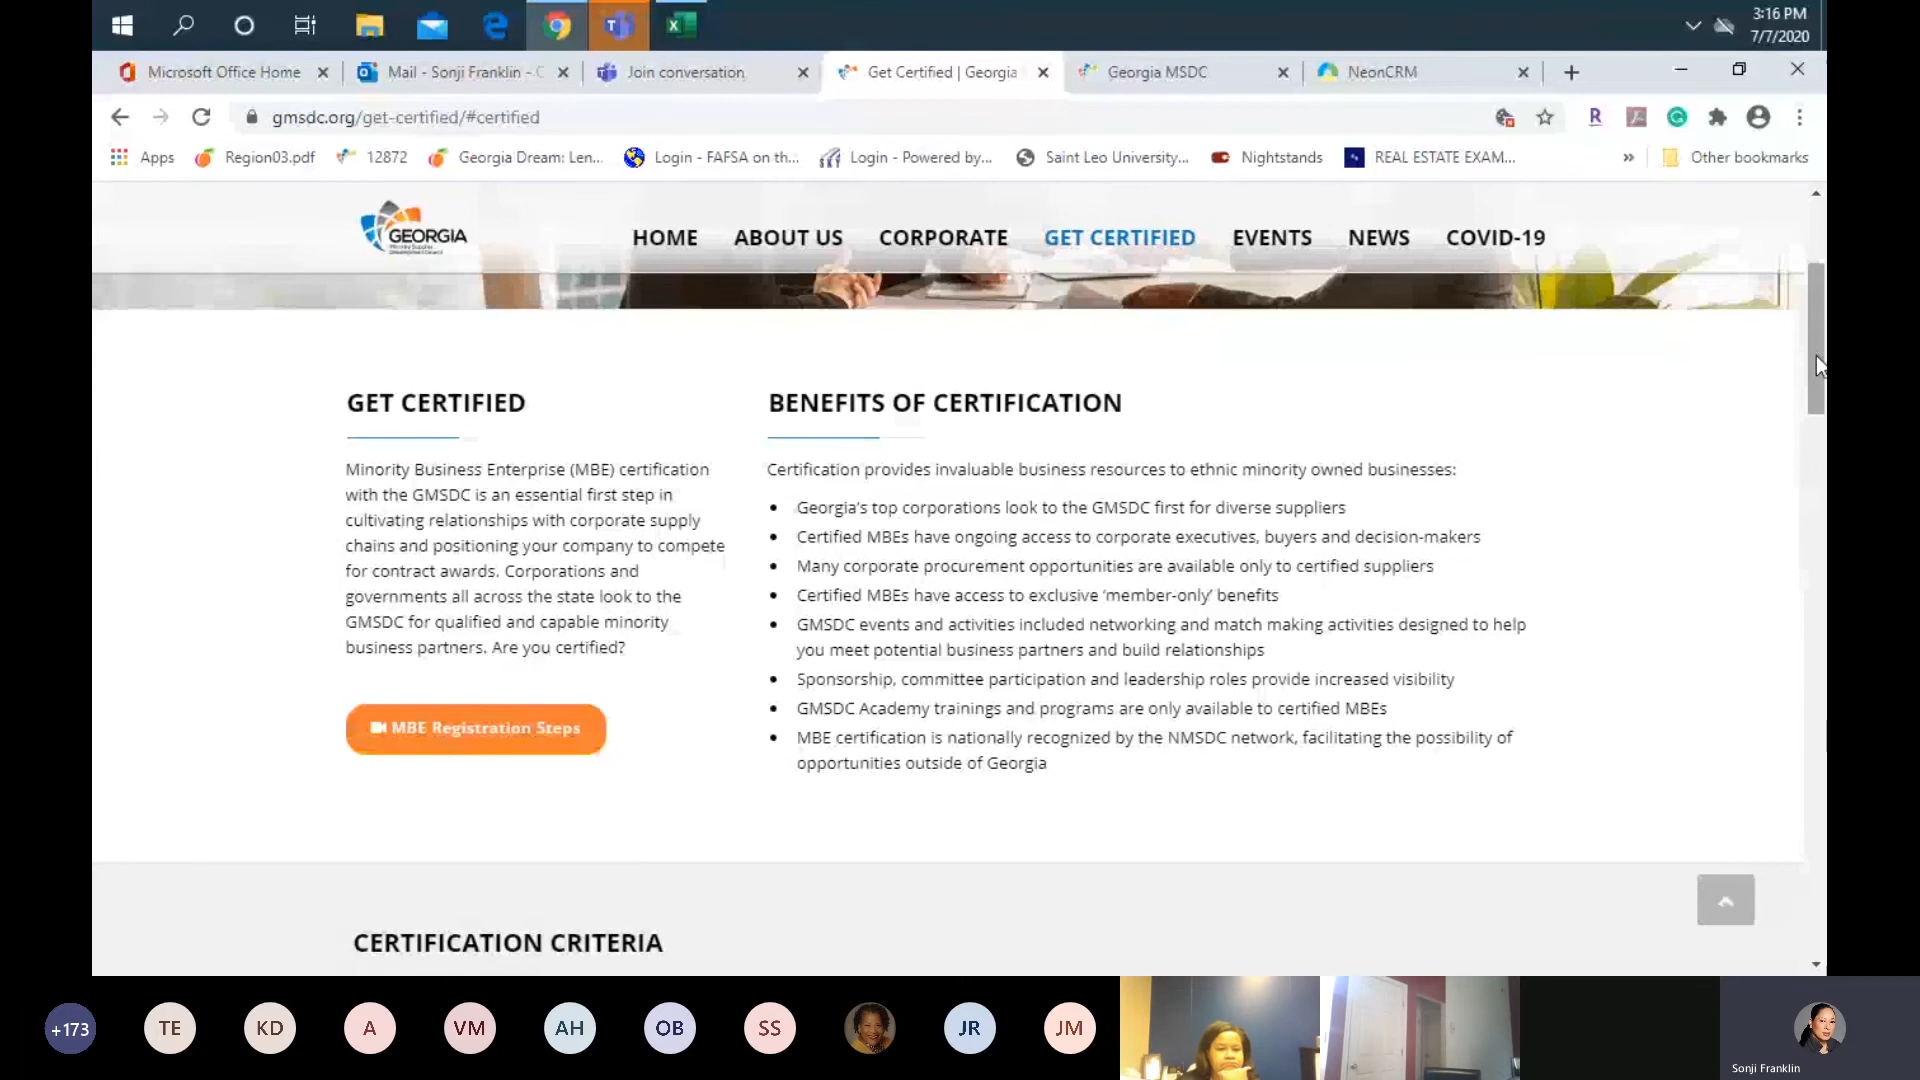 3:16 PM
7/7/2020
Microsoft Office Home
Mail - Sonji Franklin - C
Join conversation
Get Certified | Georgia
Georgia MSDC
NeonCRM
gmsdc.org/get-certified/#certified
Apps
Region03.pdf
12872
Georgia Dream: Len...
Login - FAFSA on th...
Login - Powered by...
Saint Leo University...
Nightstands
REAL ESTATE EXAM...
»
Other bookmarks
GEORGIA
HOME
ABOUT US
CORPORATE
GET CERTIFIED
EVENTS
NEWS
COVID-19
GET CERTIFIED
Minority Business Enterprise (MBE) certification
with the GMSDC is an essential first step in
cultivating relationships with corporate supply
chains and positioning your company to compete
for contract awards. Corporations and
governments all across the state look to the
GMSDC for qualified and capable minority
business partners. Are you certified?
MBE Registration Steps
BENEFITS OF CERTIFICATION
Certification provides invaluable business resources to ethnic minority owned businesses:
• Georgia's top corporations look to the GMSDC first for diverse suppliers
• Certified MBEs have ongoing access to corporate executives, buyers and decision-makers
• Many corporate procurement opportunities are available only to certified suppliers
• Certified MBEs have access to exclusive 'member-only' benefits
• GMSDC events and activities included networking and match making activities designed to help
you meet potential business partners and build relationships
• Sponsorship, committee participation and leadership roles provide increased visibility
• GMSDC Academy trainings and programs are only available to certified MBEs
• MBE certification is nationally recognized by the NMSDC network, facilitating the possibility of
opportunities outside of Georgia
CERTIFICATION CRITERIA
+173
TE
KD
A
VM
AH
OB
SS
JR
JM
Sonji Franklin